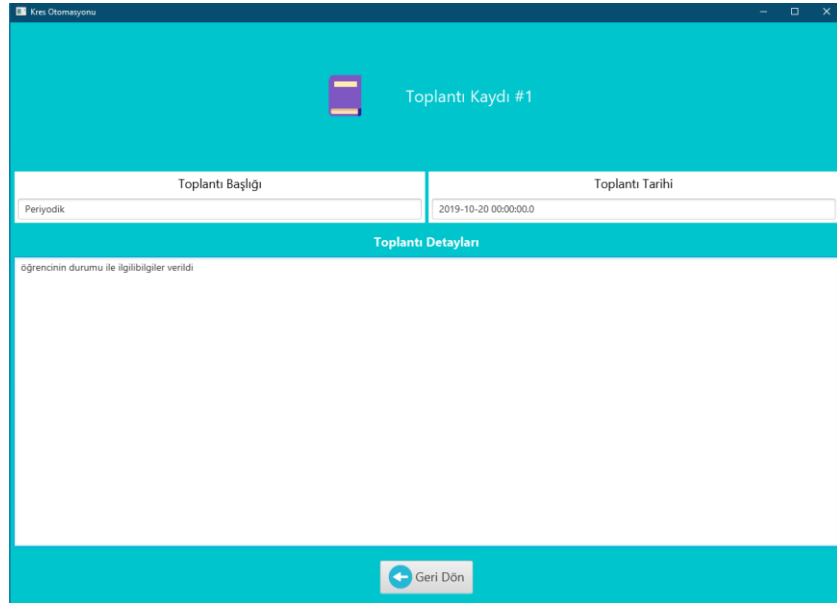 Kres Otomasyonu
Toplantı Kaydı #1
Toplantı Başlığı
Toplantı Tarihi
Periyodik
2019-10-20 00:00:00.0
Toplantı Detayları
öğrencinin durumu ile ilgilibilgiler verildi
Geri Dön